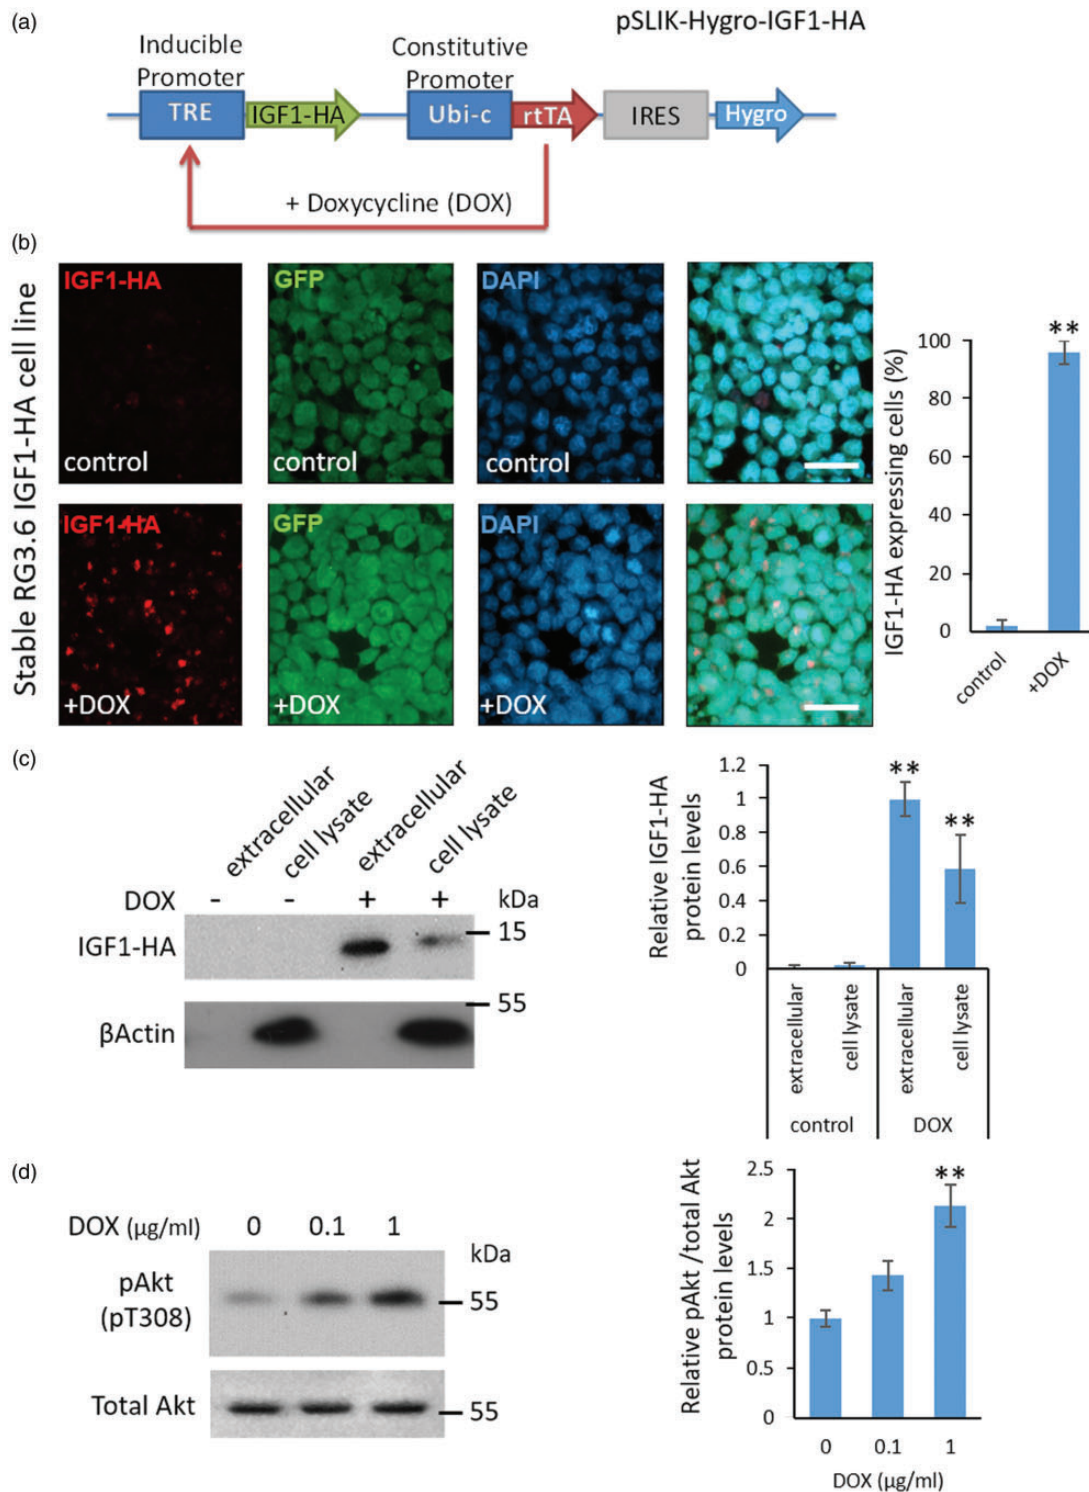 (a)
pSLIK-Hygro-IGF1-HA
Inducible
Promoter
Constitutive
Promoter
TRE
IGF1-HA
Ubi-c
rtTA
IRES
Hygro
+ Doxycycline (DOX)
(b)
Stable RG3.6 IGF1-HA cell line
IGF1-HA
GFP
DAPI
control
control
control
IGF1-HA
GFP
DAPI
+DOX
+DOX
+DOX
IGF1-HA expressing cells (%)
100
80
60
40
20
0
**
control
+DOX
(c)
extracellular
cell lysate
extracellular
cell lysate
DOX - - + + kDa
IGF1-HA
15
55
βActin
Relative IGF1-HA
protein levels
1.2
1
0.8
0.6
0.4
0.2
0
**
**
extracellular
cell lysate
extracellular
cell lysate
control
DOX
(d)
DOX (µg/ml) 0 0.1 1
kDa
pAkt
(pT308)
55
Total Akt
55
Relative pAkt /total Akt
protein levels
2.5
2
1.5
1
0.5
0
**
0 0.1 1
DOX (µg/ml)